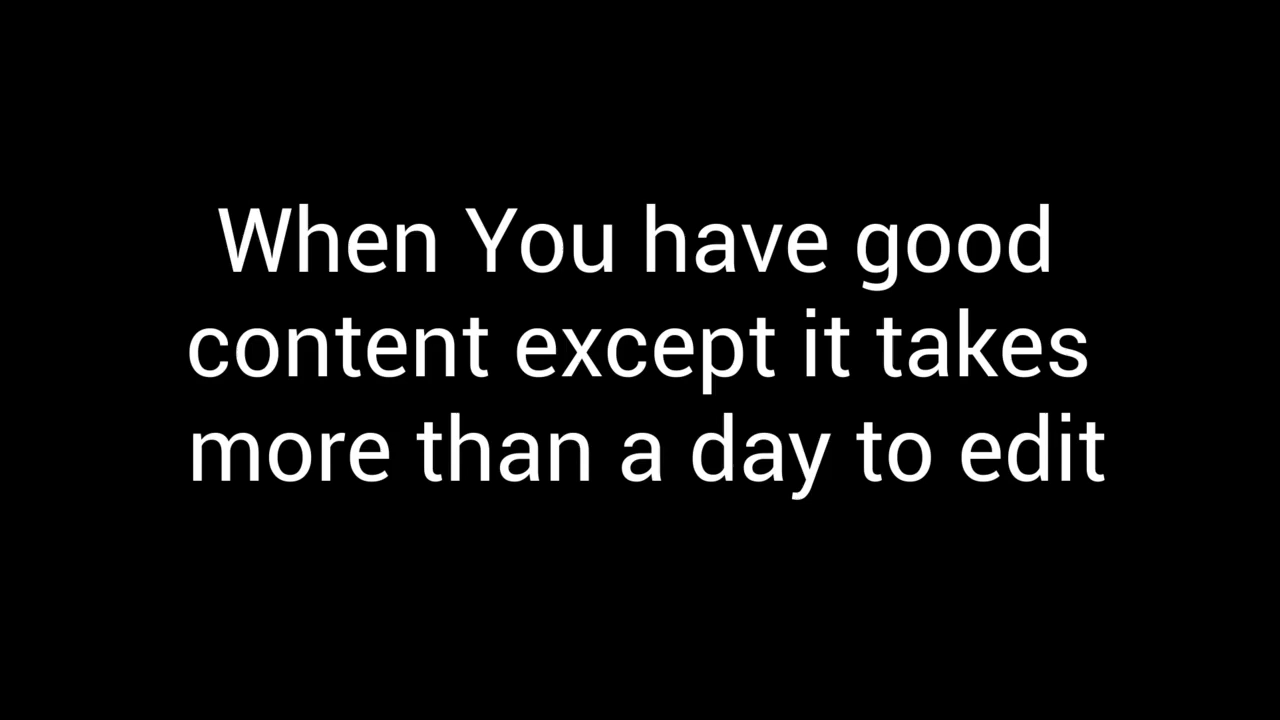 When You have good
content except it takes
more than a day to edit